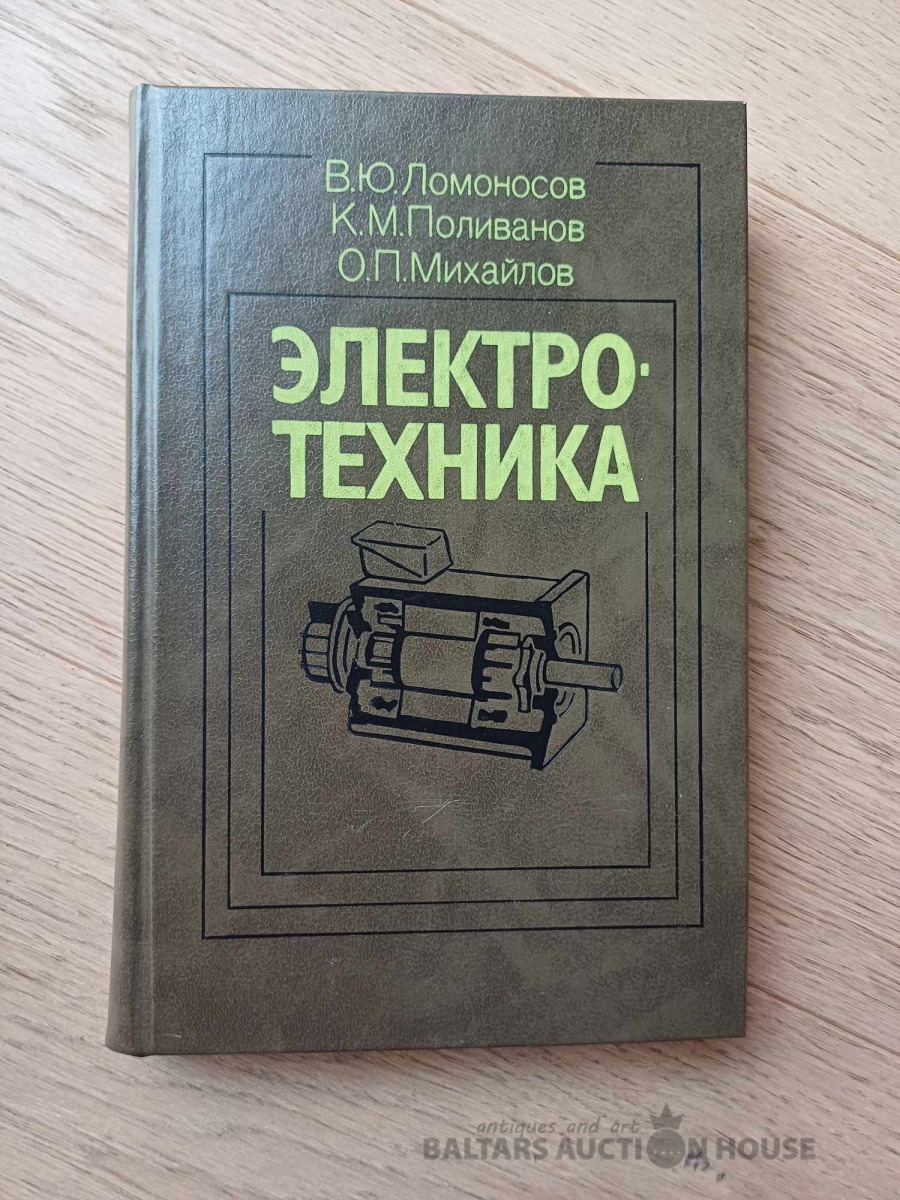 В.Ю.Ломоносов
К.М.Поливанов
О.П.Михайлов
ЭЛЕКТРО-
ТЕХНИКА
antiques and art
BALTARS AUCTION HOUSE